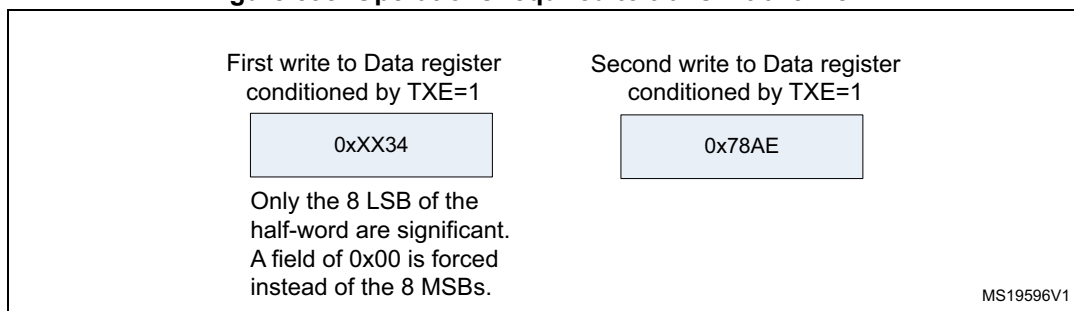 First write to Data register
conditioned by TXE=1
0xXX34
Only the 8 LSB of the
half-word are significant.
A field of 0x00 is forced
instead of the 8 MSBs.
Second write to Data register
conditioned by TXE=1
0x78AE
MS19596V1